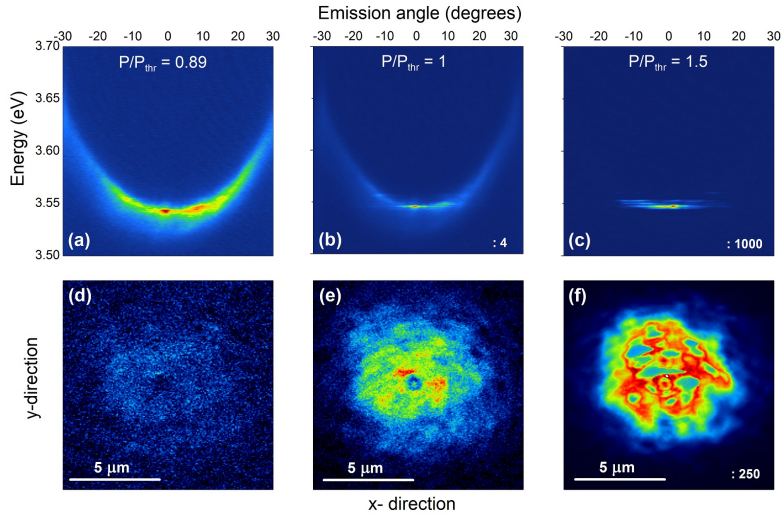 Emission angle (degrees)
-30 -20 -10 0 10 20 30 -30 -20 -10 0 10 20 30 -30 -20 -10 0 10 20 30
3.70
3.65
3.60
3.55
3.50
Energy (eV)
P/Pthr = 0.89 P/Pthr = 1 P/Pthr = 1.5
(a) (b) : 4 (c) : 1000
(d) (e) (f)
y-direction
5 μm 5 μm 5 μm : 250
x- direction